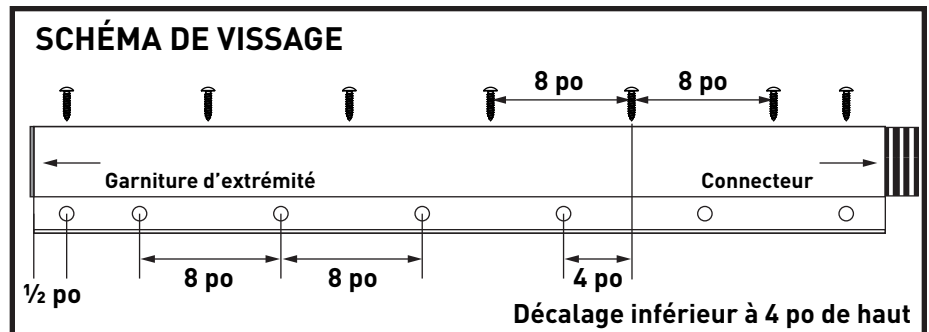 SCHÉMA DE VISSAGE
8 po 8 po
Garniture d’extrémité Connecteur
½ po 8 po 8 po 4 po
Décalage inférieur à 4 po de haut